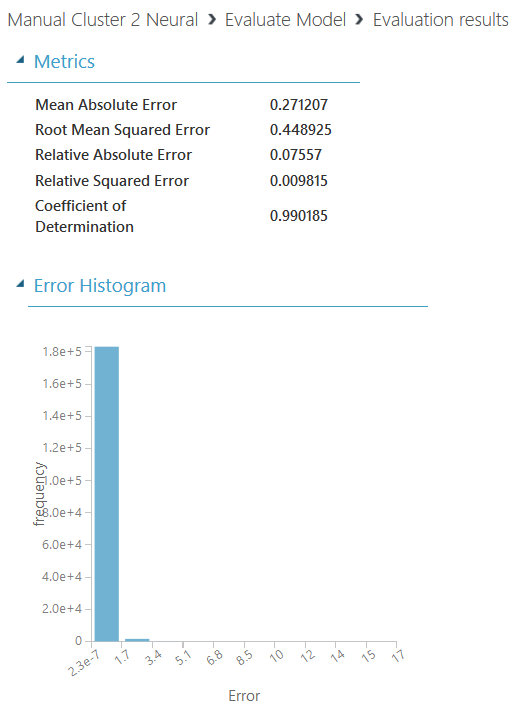 Manual Cluster 2 Neural ❯ Evaluate Model ❯ Evaluation results
Metrics
Mean Absolute Error 0.271207
Root Mean Squared Error 0.448925
Relative Absolute Error 0.07557
Relative Squared Error 0.009815
Coefficient of
Determination 0.990185
Error Histogram
1.8e+5
1.6e+5
1.4e+5
1.2e+5
1.0e+5
8.0e+4
6.0e+4
4.0e+4
2.0e+4
0
frequency
2.3e-7 1.7 3.4 5.1 6.8 8.5 10 12 14 15 17
Error